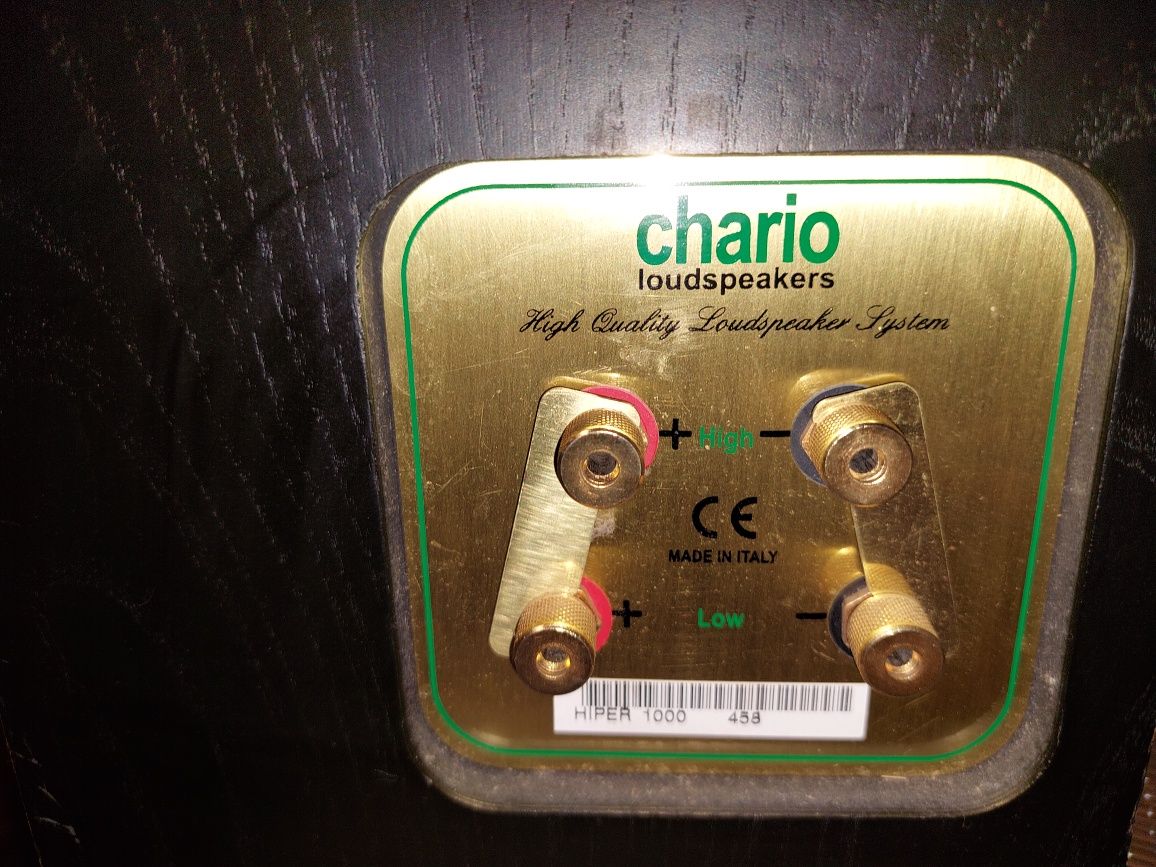 chario
loudspeakers
High Quality Loudspeaker System
+ High −
CE
MADE IN ITALY
+ Low −
HIPER 1000 458